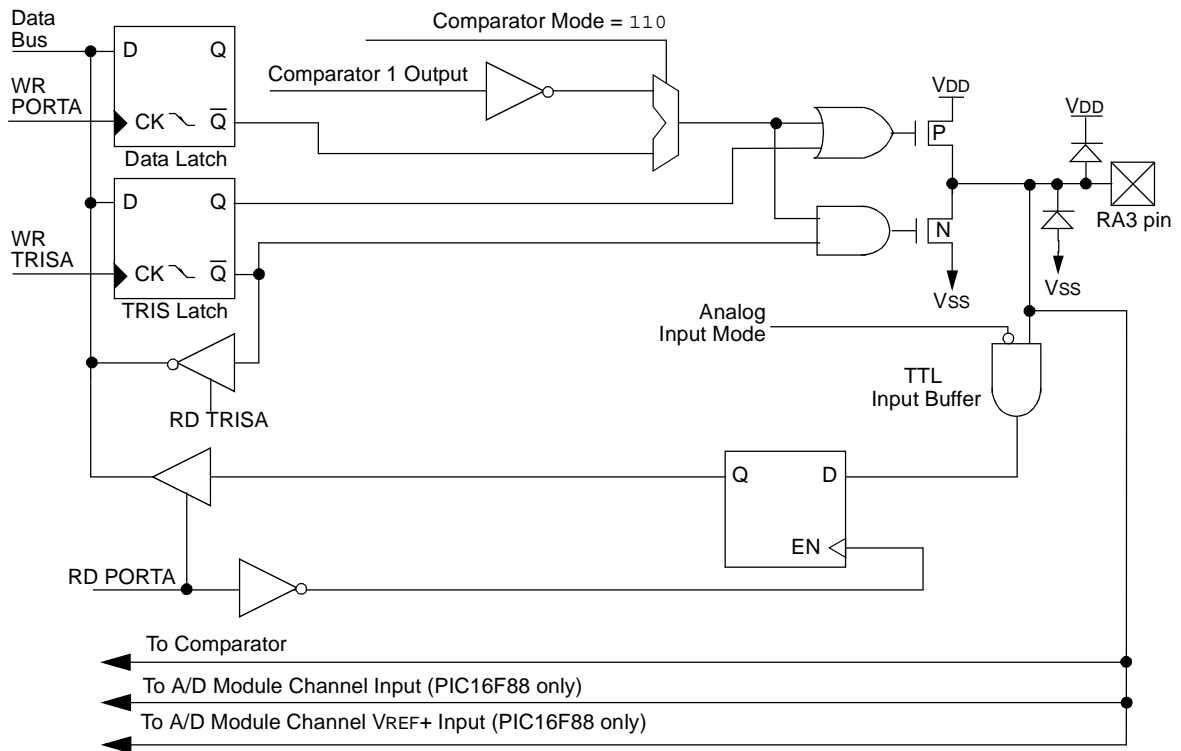 Data
Bus
Comparator Mode = 110
D Q
Comparator 1 Output
WR
PORTA
VDD
VDD
CK Q
P
Data Latch
D Q
RA3 pin
N
WR
TRISA
CK Q
VSS
VSS
TRIS Latch
Analog
Input Mode
TTL
Input Buffer
RD TRISA
Q D
EN
RD PORTA
To Comparator
To A/D Module Channel Input (PIC16F88 only)
To A/D Module Channel VREF+ Input (PIC16F88 only)